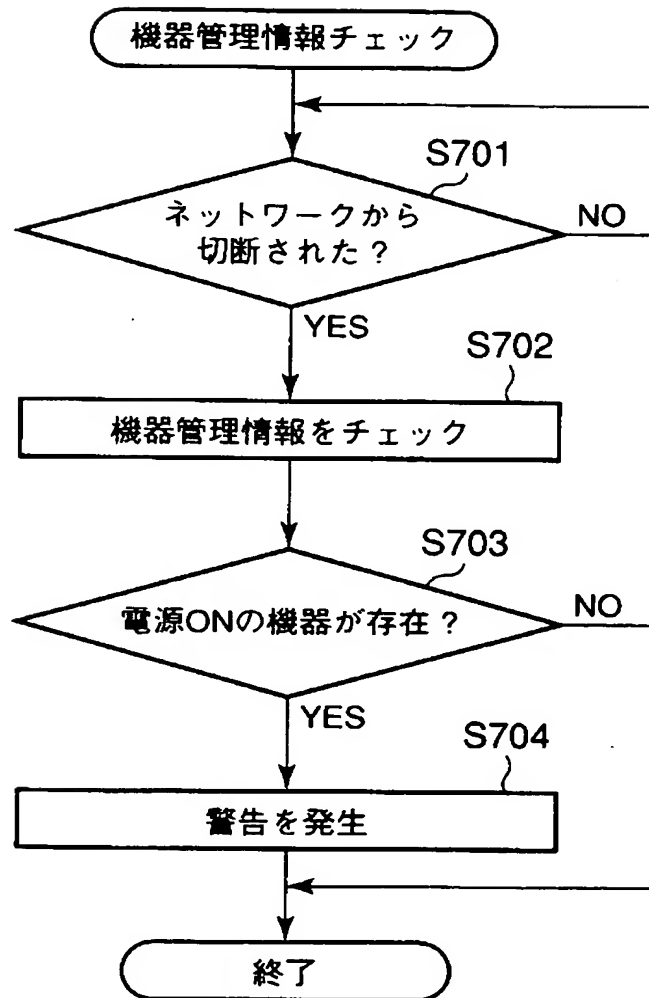 機器管理情報チェック
S701
ネットワークから
切断された?
NO
YES
S702
機器管理情報をチェック
S703
電源ONの機器が存在?
NO
YES
S704
警告を発生
終了